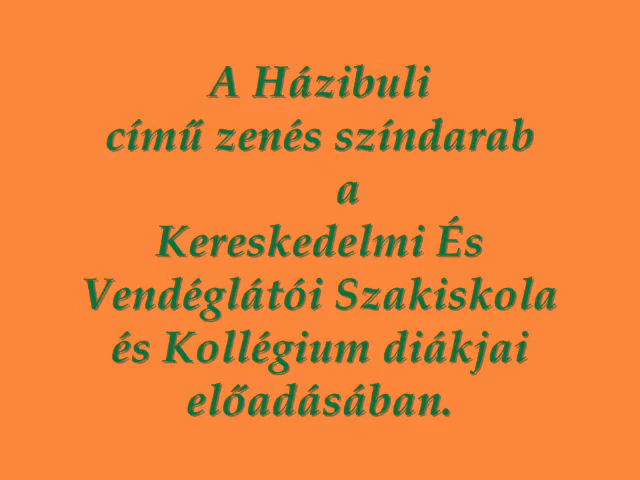 A Házibuli
című zenés színdarab
a
Kereskedelmi És
Vendéglátói Szakiskola
és Kollégium diákjai
előadásában.